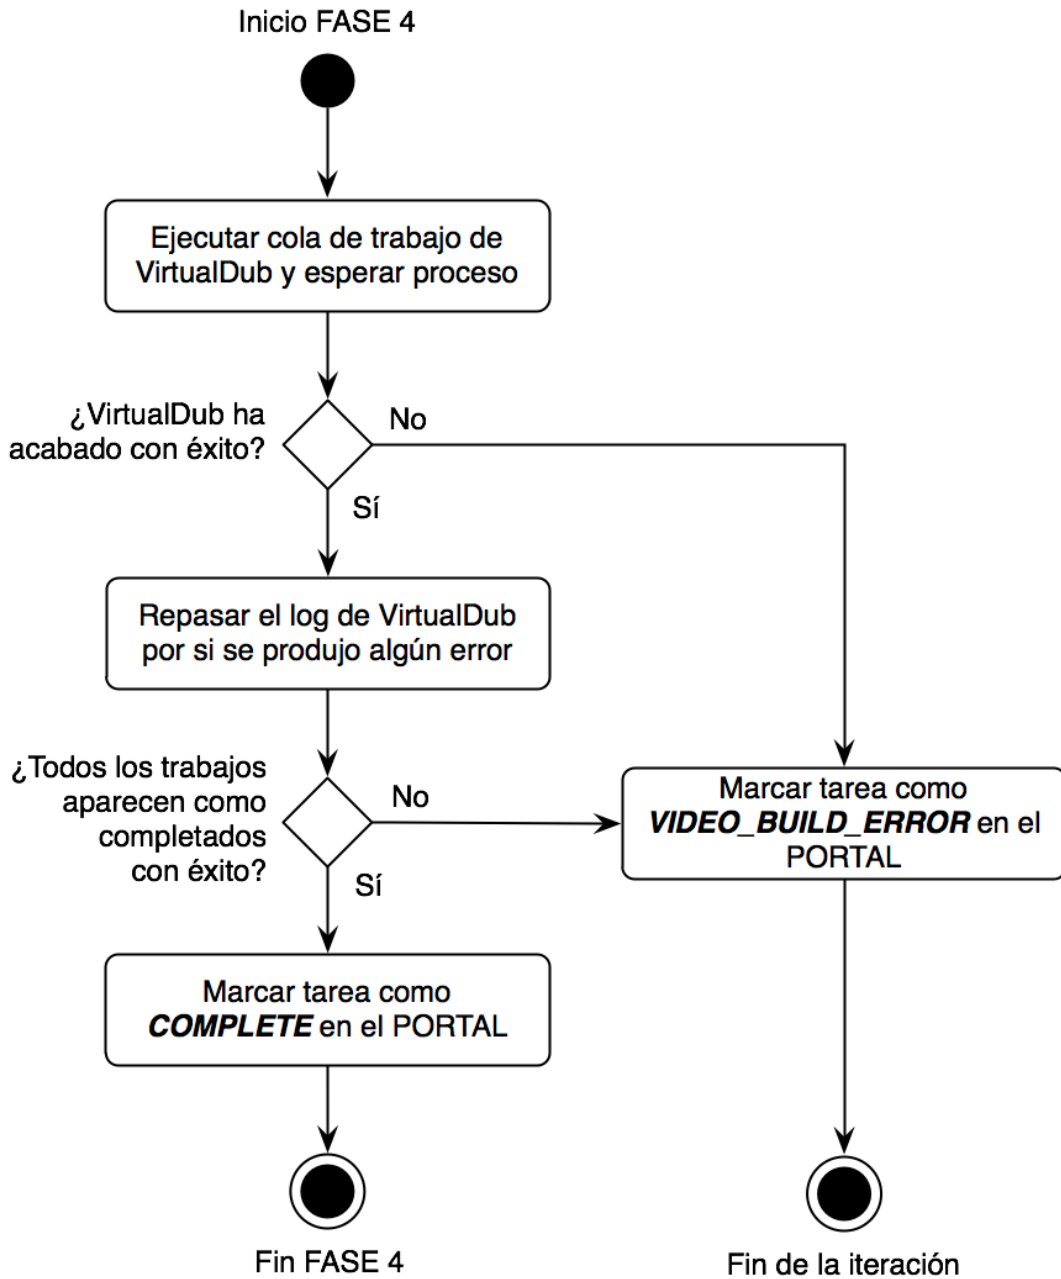 Inicio FASE 4
Ejecutar cola de trabajo de
VirtualDub y esperar proceso
¿VirtualDub ha
acabado con éxito?
No
Sí
Repasar el log de VirtualDub
por si se produjo algún error
¿Todos los trabajos
aparecen como
completados
con éxito?
No
Sí
Marcar tarea como
VIDEO_BUILD_ERROR en el
PORTAL
Marcar tarea como
COMPLETE en el PORTAL
Fin FASE 4
Fin de la iteración